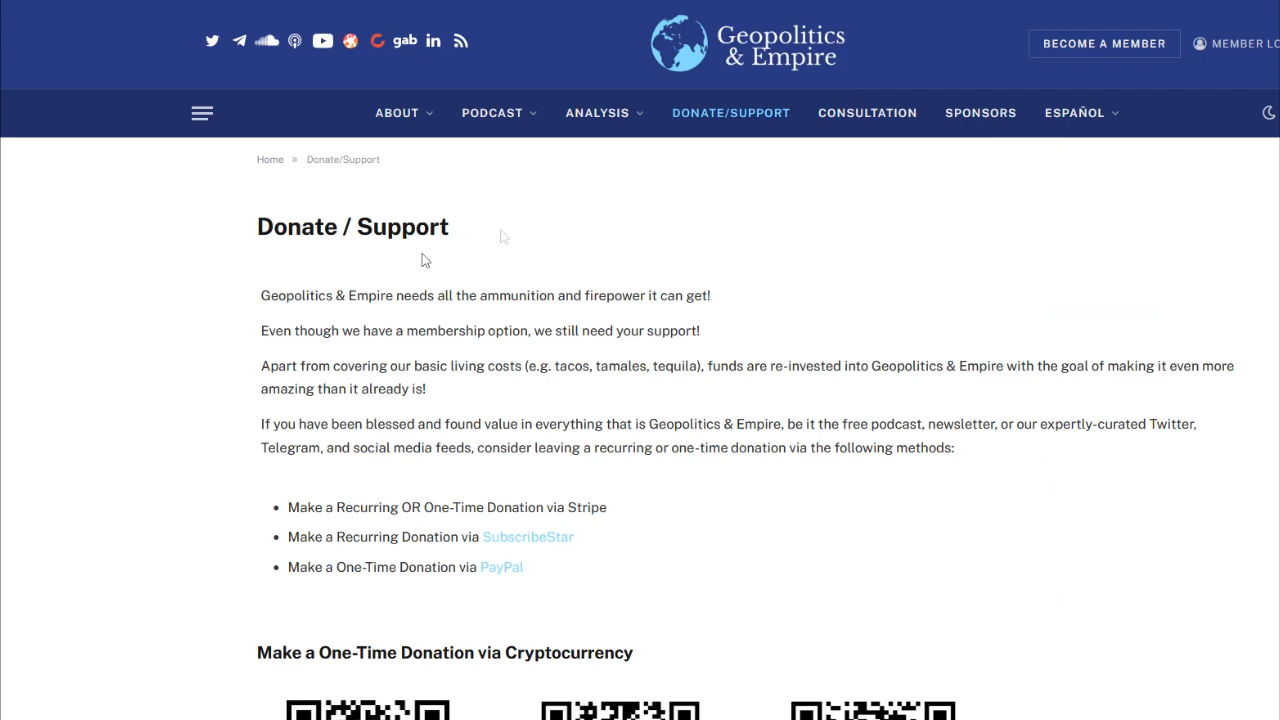 gab
in
Geopolitics
& Empire
BECOME A MEMBER
MEMBER LO
ABOUT
PODCAST
ANALYSIS
DONATE/SUPPORT
CONSULTATION
SPONSORS
ESPAÑOL
Home » Donate/Support
Donate / Support
Geopolitics & Empire needs all the ammunition and firepower it can get!
Even though we have a membership option, we still need your support!
Apart from covering our basic living costs (e.g. tacos, tamales, tequila), funds are re-invested into Geopolitics & Empire with the goal of making it even more
amazing than it already is!
If you have been blessed and found value in everything that is Geopolitics & Empire, be it the free podcast, newsletter, or our expertly-curated Twitter,
Telegram, and social media feeds, consider leaving a recurring or one-time donation via the following methods:
• Make a Recurring OR One-Time Donation via Stripe
• Make a Recurring Donation via SubscribeStar
• Make a One-Time Donation via PayPal
Make a One-Time Donation via Cryptocurrency